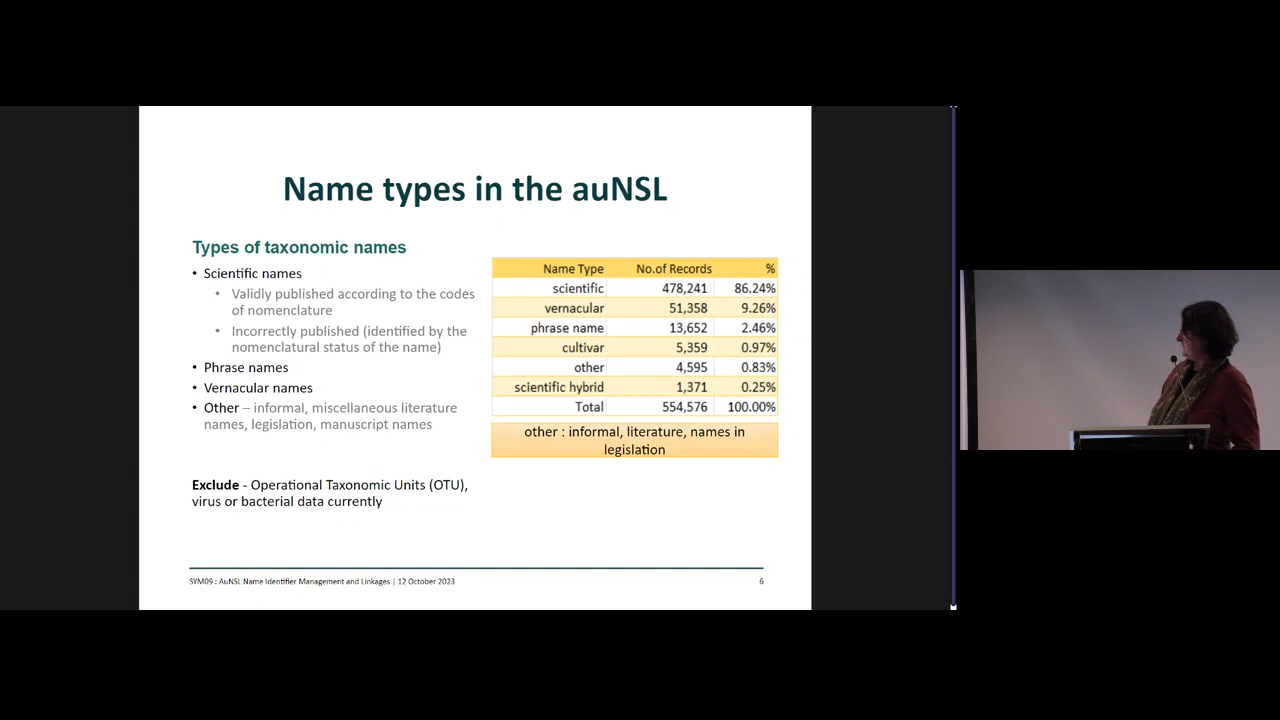 Name types in the auNSL
Types of taxonomic names
• Scientific names
• Validly published according to the codes
of nomenclature
• Incorrectly published (identified by the
nomenclatural status of the name)
• Phrase names
• Vernacular names
• Other – informal, miscellaneous literature
names, legislation, manuscript names
Exclude - Operational Taxonomic Units (OTU),
virus or bacterial data currently
Name Type No.of Records %
scientific 478,241 86.24%
vernacular 51,358 9.26%
phrase name 13,652 2.46%
cultivar 5,359 0.97%
other 4,595 0.83%
scientific hybrid 1,371 0.25%
Total 554,576 100.00%
other : informal, literature, names in
legislation
SYM09 : AuNSL Name Identifier Management and Linkages | 12 October 2023
6